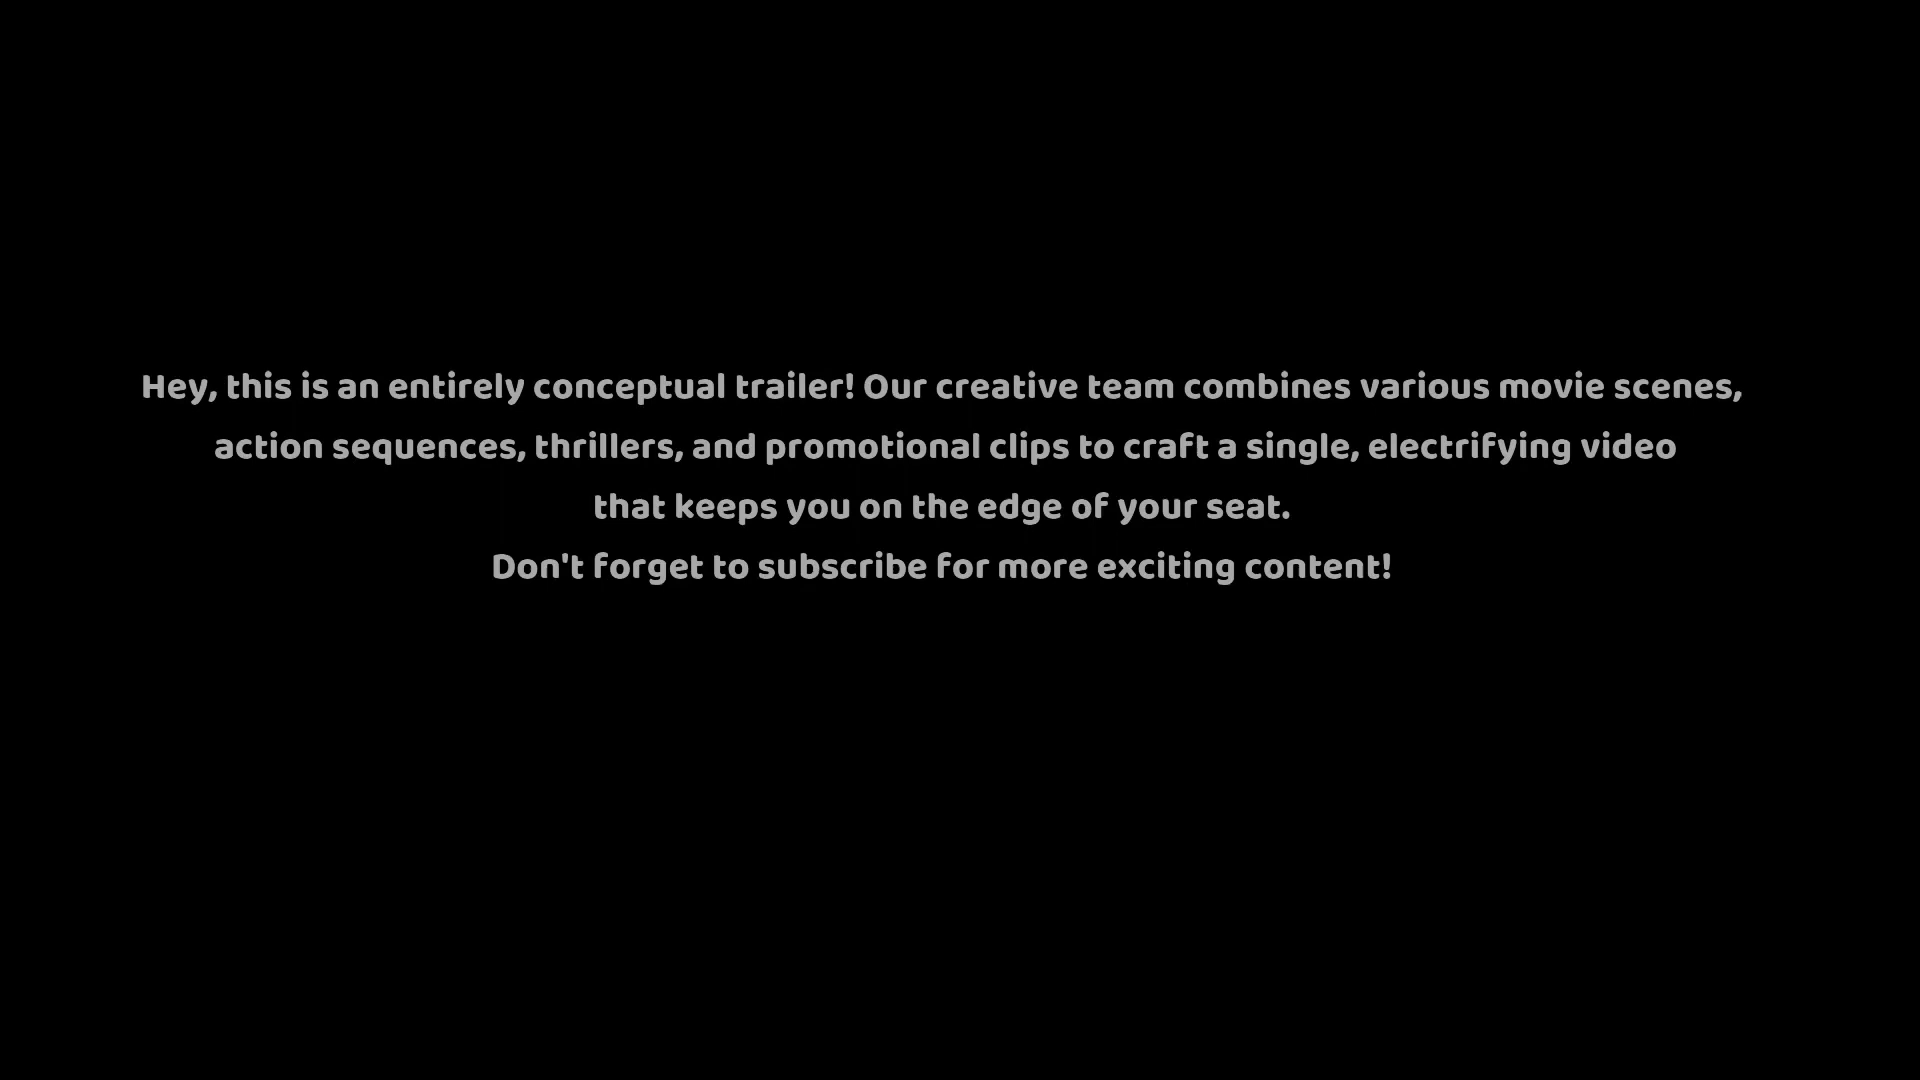 Hey, this is an entirely conceptual trailer! Our creative team combines various movie scenes,
action sequences, thrillers, and promotional clips to craft a single, electrifying video
that keeps you on the edge of your seat.
Don't forget to subscribe for more exciting content!